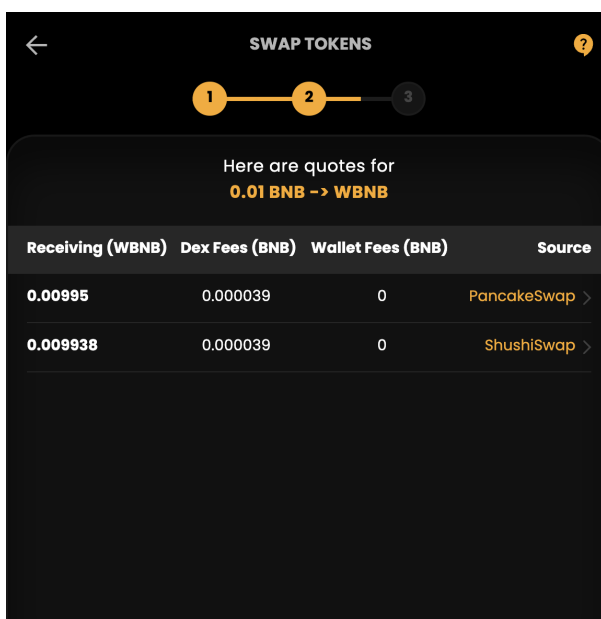 SWAP TOKENS
?
1 2 3
Here are quotes for
0.01 BNB -> WBNB
Receiving (WBNB) Dex Fees (BNB) Wallet Fees (BNB) Source
0.00995 0.000039 0 PancakeSwap
0.009938 0.000039 0 ShushiSwap